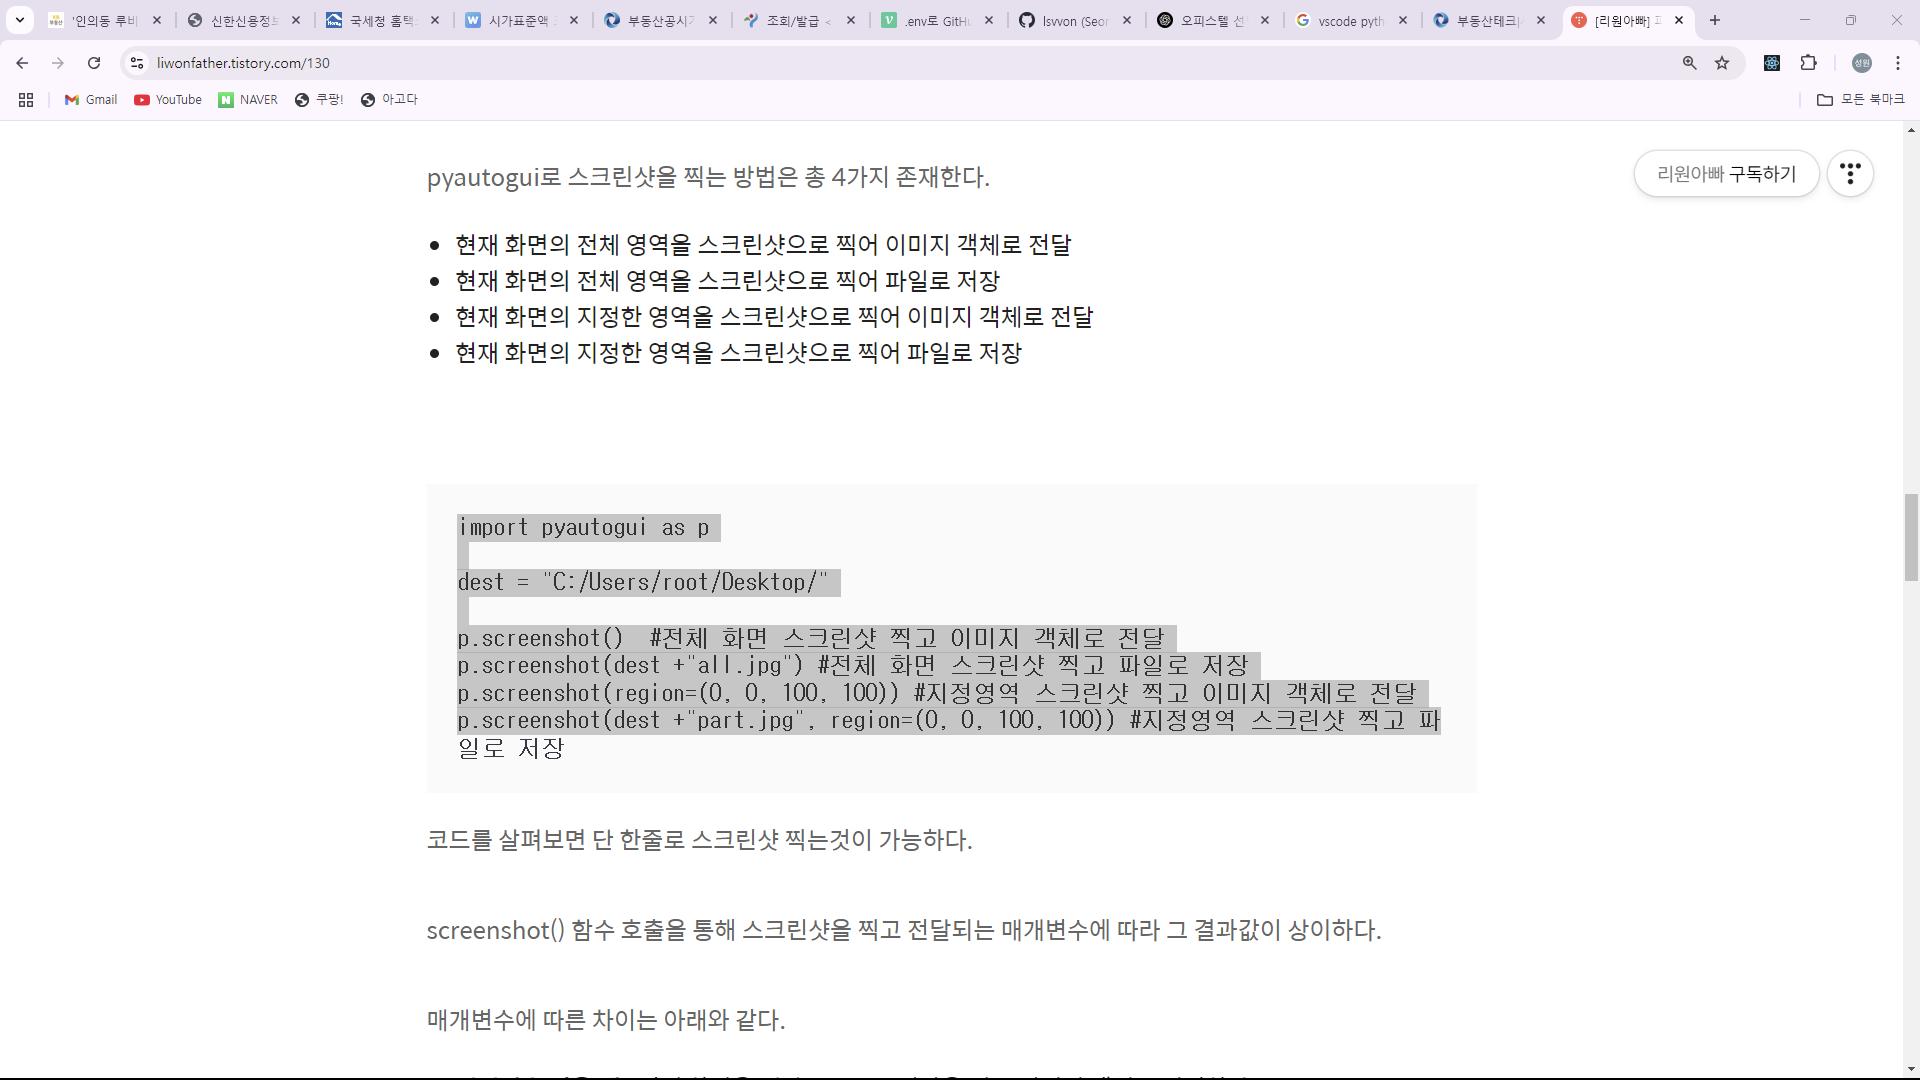 '인의동 루비
신한신용정보
국세청 홈택
시가표준액
부동산공시
조회/발급 <
.env로 GitH
lsvvon (Seor
오피스텔 선
vscode pyth
부동산테크|
[리원아빠]
liwonfather.tistory.com/130
성원
Gmail
YouTube
NAVER
쿠팡!
아고다
모든 북마크
pyautogui로 스크린샷을 찍는 방법은 총 4가지 존재한다.
리원아빠 구독하기
현재 화면의 전체 영역을 스크린샷으로 찍어 이미지 객체로 전달
현재 화면의 전체 영역을 스크린샷으로 찍어 파일로 저장
현재 화면의 지정한 영역을 스크린샷으로 찍어 이미지 객체로 전달
현재 화면의 지정한 영역을 스크린샷으로 찍어 파일로 저장
import pyautogui as p
dest = "C:/Users/root/Desktop/"
p.screenshot()  #전체 화면 스크린샷 찍고 이미지 객체로 전달
p.screenshot(dest +"all.jpg") #전체 화면 스크린샷 찍고 파일로 저장
p.screenshot(region=(0, 0, 100, 100)) #지정영역 스크린샷 찍고 이미지 객체로 전달
p.screenshot(dest +"part.jpg", region=(0, 0, 100, 100)) #지정영역 스크린샷 찍고 파
일로 저장
코드를 살펴보면 단 한줄로 스크린샷 찍는것이 가능하다.
screenshot() 함수 호출을 통해 스크린샷을 찍고 전달되는 매개변수에 따라 그 결과값이 상이하다.
매개변수에 따른 차이는 아래와 같다.